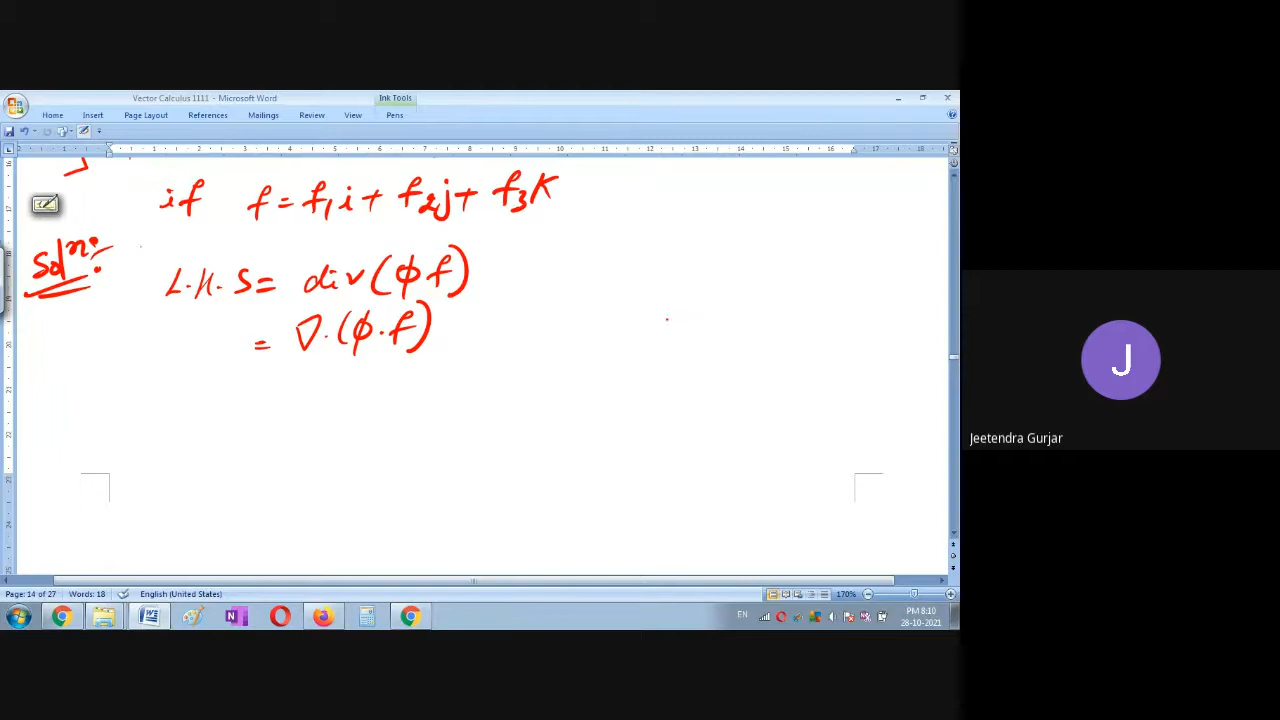 Vector Calculus 1111 - Microsoft Word
Ink Tools
Home Insert Page Layout References Mailings Review View Pens
if f = f₁i + f₂j + f₃K
Solⁿ:
L.H.S = div(ϕf)
= ∇.(ϕ.f)
J
Jeetendra Gurjar
Page: 14 of 27 Words: 18 English (United States) 170%
EN
PM 8:10
28-10-2021